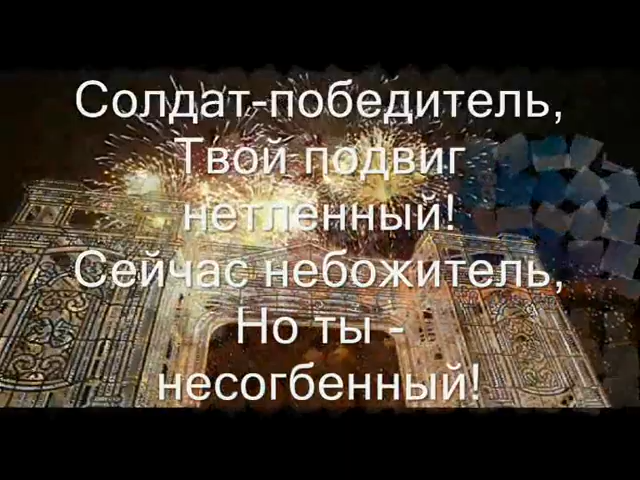 Солдат-победитель,
Твой подвиг
нетленный!
Сейчас небожитель,
Но ты -
несогбенный!